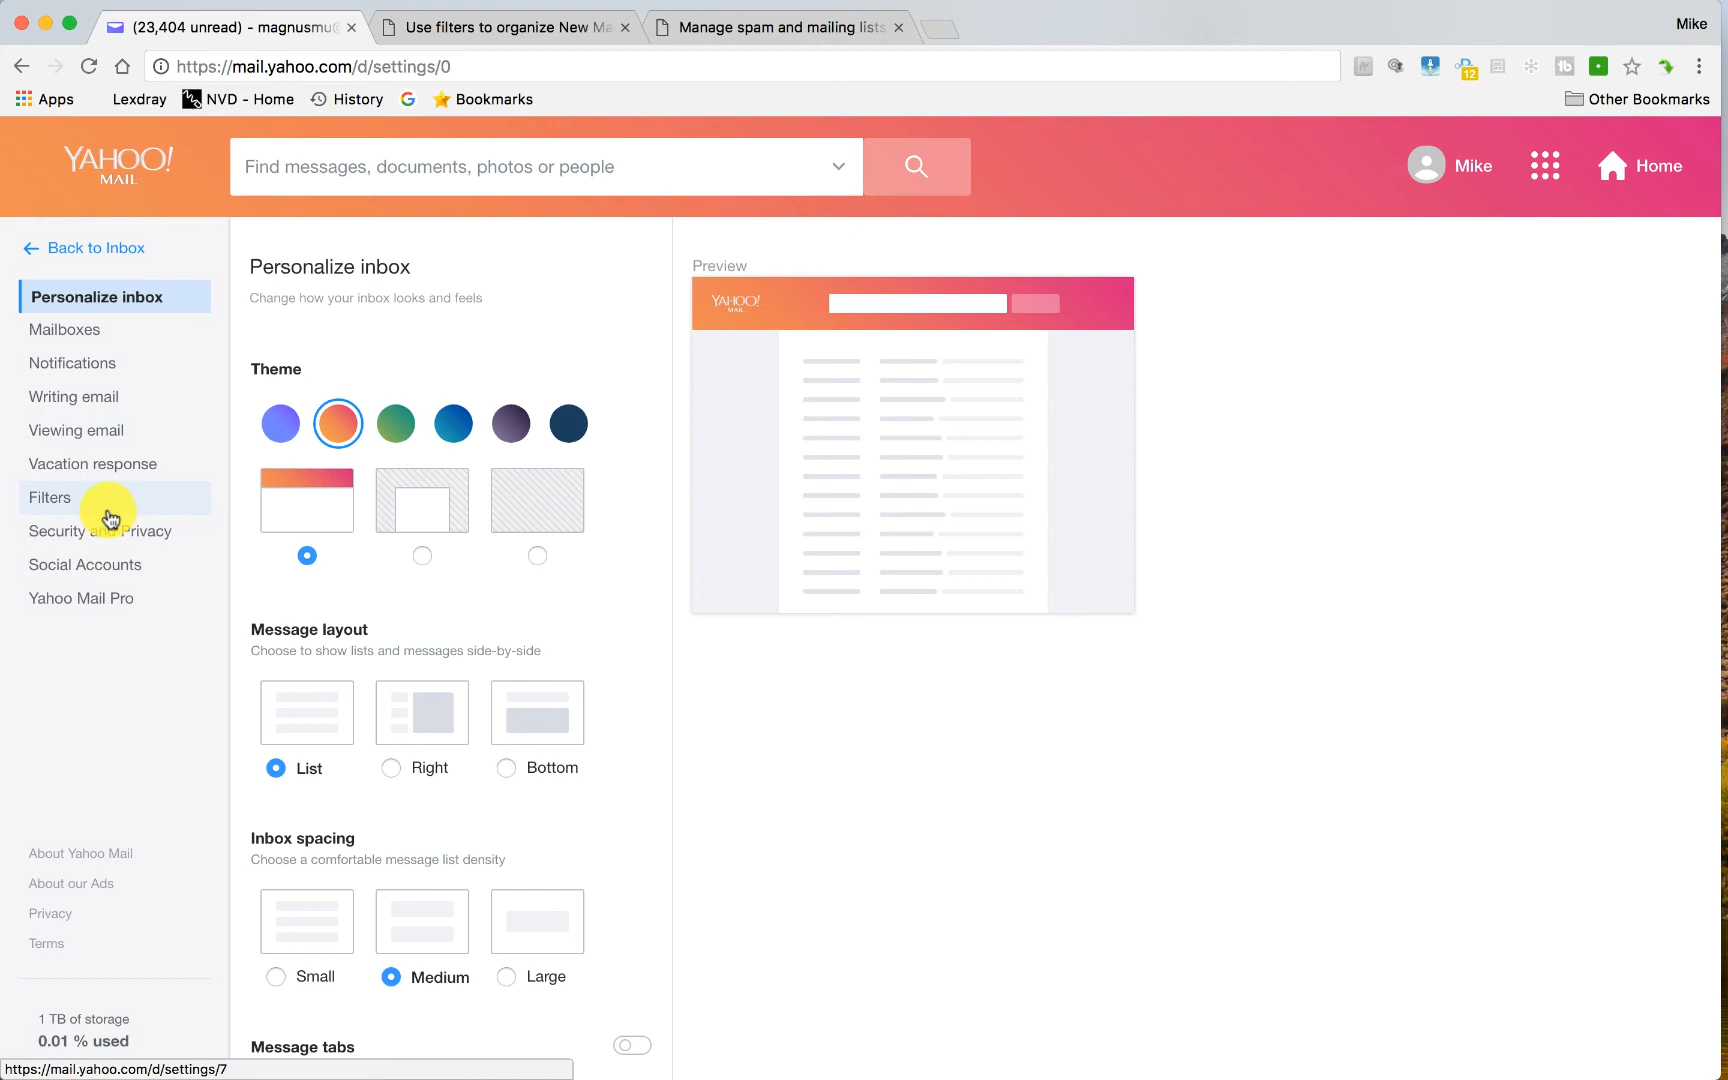 (23,404 unread) - magnusmu@
Use filters to organize New Ma
Manage spam and mailing lists
Mike
https://mail.yahoo.com/d/settings/0
12
tb
Apps
Lexdray
NVD - Home
History
Bookmarks
Other Bookmarks
YAHOO!
MAIL
Find messages, documents, photos or people
Mike
Home
Back to Inbox
Personalize inbox
Mailboxes
Notifications
Writing email
Viewing email
Vacation response
Filters
Security and Privacy
Social Accounts
Yahoo Mail Pro
About Yahoo Mail
About our Ads
Privacy
Terms
1 TB of storage
0.01 % used
https://mail.yahoo.com/d/settings/7
Personalize inbox
Change how your inbox looks and feels
Theme
Message layout
Choose to show lists and messages side-by-side
List
Right
Bottom
Inbox spacing
Choose a comfortable message list density
Small
Medium
Large
Message tabs
Preview
YAHOO!
MAIL